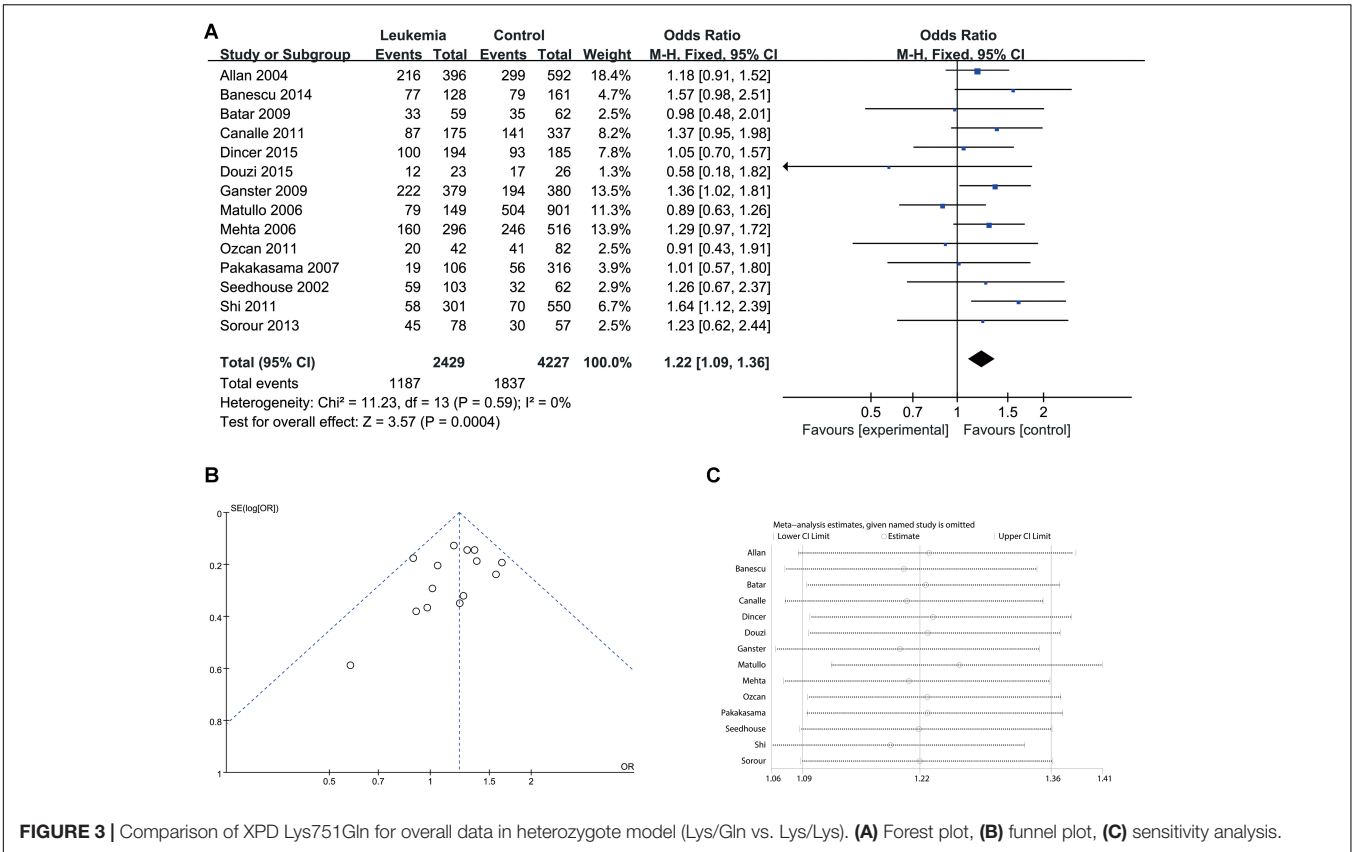 A
Leukemia Control Odds Ratio Odds Ratio
Study or Subgroup Events Total Events Total Weight M-H, Fixed, 95% CI M-H, Fixed, 95% CI
Allan 2004 216 396 299 592 18.4% 1.18 [0.91, 1.52]
Banescu 2014 77 128 79 161 4.7% 1.57 [0.98, 2.51]
Batar 2009 33 59 35 62 2.5% 0.98 [0.48, 2.01]
Canalle 2011 87 175 141 337 8.2% 1.37 [0.95, 1.98]
Dincer 2015 100 194 93 185 7.8% 1.05 [0.70, 1.57]
Douzi 2015 12 23 17 26 1.3% 0.58 [0.18, 1.82]
Ganster 2009 222 379 194 380 13.5% 1.36 [1.02, 1.81]
Matullo 2006 79 149 504 901 11.3% 0.89 [0.63, 1.26]
Mehta 2006 160 296 246 516 13.9% 1.29 [0.97, 1.72]
Ozcan 2011 20 42 41 82 2.5% 0.91 [0.43, 1.91]
Pakakasama 2007 19 106 56 316 3.9% 1.01 [0.57, 1.80]
Seedhouse 2002 59 103 32 62 2.9% 1.26 [0.67, 2.37]
Shi 2011 58 301 70 550 6.7% 1.64 [1.12, 2.39]
Sorour 2013 45 78 30 57 2.5% 1.23 [0.62, 2.44]
Total (95% CI) 2429 4227 100.0% 1.22 [1.09, 1.36]
Total events 1187 1837
Heterogeneity: Chi² = 11.23, df = 13 (P = 0.59); I² = 0%
Test for overall effect: Z = 3.57 (P = 0.0004)
0.5 0.7 1 1.5 2
Favours [experimental] Favours [control]
B
SE(log[OR])
0
0.2
0.4
0.6
0.8
1
OR
0.5 0.7 1 1.5 2
C
Meta-analysis estimates, given named study is omitted
Lower CI Limit Estimate Upper CI Limit
Allan
Banescu
Batar
Canalle
Dincer
Douzi
Ganster
Matullo
Mehta
Ozcan
Pakakasama
Seedhouse
Shi
Sorour
1.06 1.09 1.22 1.36 1.41
FIGURE 3 | Comparison of XPD Lys751Gln for overall data in heterozygote model (Lys/Gln vs. Lys/Lys). (A) Forest plot, (B) funnel plot, (C) sensitivity analysis.